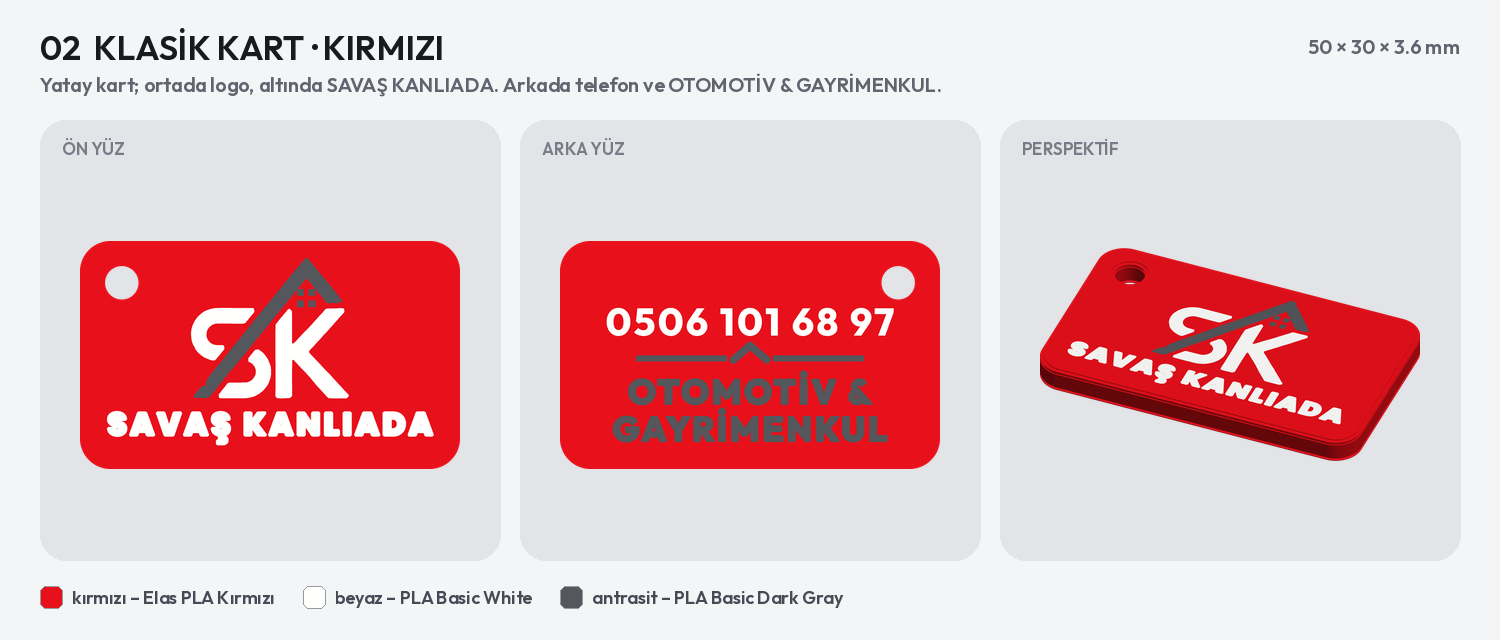 02 KLASİK KART · KIRMIZI
50 × 30 × 3.6 mm
Yatay kart; ortada logo, altında SAVAŞ KANLIADA. Arkada telefon ve OTOMOTİV & GAYRİMENKUL.
ÖN YÜZ
SK
SAVAŞ KANLIADA
ARKA YÜZ
0506 101 68 97
OTOMOTİV &
GAYRİMENKUL
PERSPEKTİF
SK
SAVAŞ KANLIADA
kırmızı – Elas PLA Kırmızı
beyaz – PLA Basic White
antrasit – PLA Basic Dark Gray